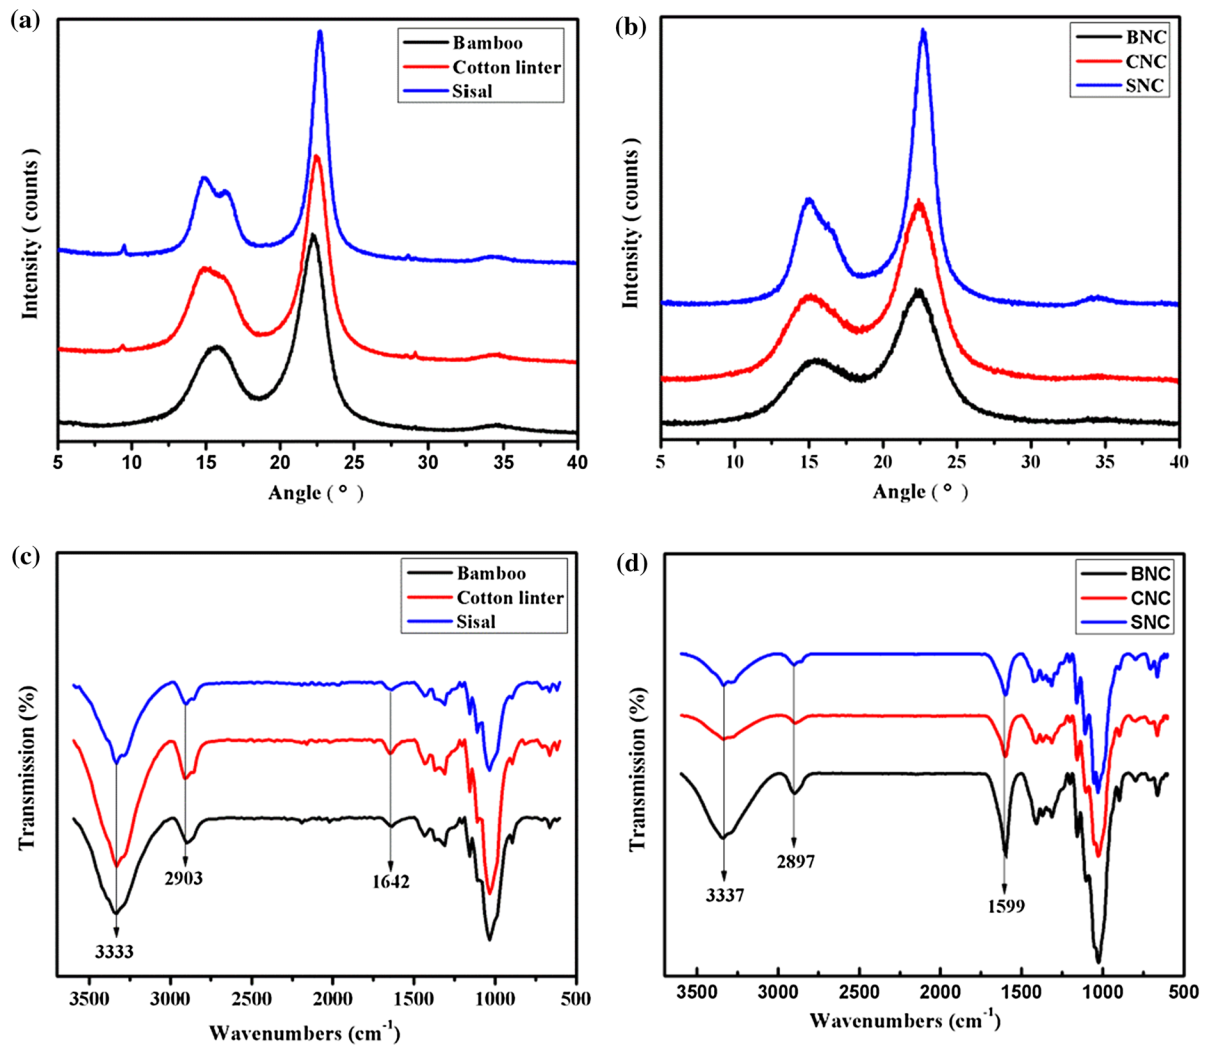 (a)
Bamboo
Cotton linter
Sisal
Intensity ( counts )
5 10 15 20 25 30 35 40
Angle ( ° )
(b)
BNC
CNC
SNC
Intensity ( counts )
5 10 15 20 25 30 35 40
Angle ( ° )
(c)
Bamboo
Cotton linter
Sisal
Transmission (%)
2903
1642
3333
3500 3000 2500 2000 1500 1000 500
Wavenumbers (cm⁻¹)
(d)
BNC
CNC
SNC
Transmission (%)
2897
3337
1599
3500 3000 2500 2000 1500 1000 500
Wavenumbers (cm⁻¹)